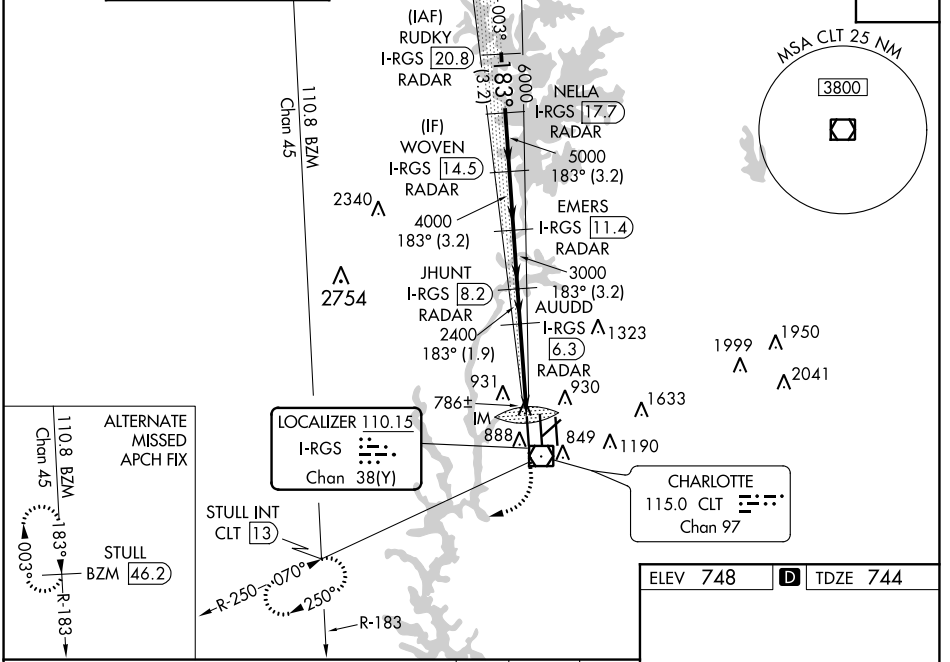 (IAF)
RUDKY
I-RGS 20.8
RADAR
003°
183°
(3.2)
6000
NELLA
I-RGS 17.7
RADAR
5000
183° (3.2)
(IF)
WOVEN
I-RGS 14.5
RADAR
4000
183° (3.2)
EMERS
I-RGS 11.4
RADAR
3000
183° (3.2)
JHUNT
I-RGS 8.2
RADAR
2400
183° (1.9)
AUUDD
I-RGS
6.3
RADAR
MSA CLT 25 NM
3800
110.8 BZM
Chan 45
2340
2754
1323
1950
1999
2041
931
930
1633
786±
IM
888
849
1190
LOCALIZER 110.15
I-RGS
Chan 38(Y)
CHARLOTTE
115.0 CLT
Chan 97
STULL INT
CLT 13
R-250
070°
250°
R-183
ALTERNATE
MISSED
APCH FIX
110.8 BZM
Chan 45
183°
003°
STULL
BZM 46.2
R-183
ELEV 748 D TDZE 744